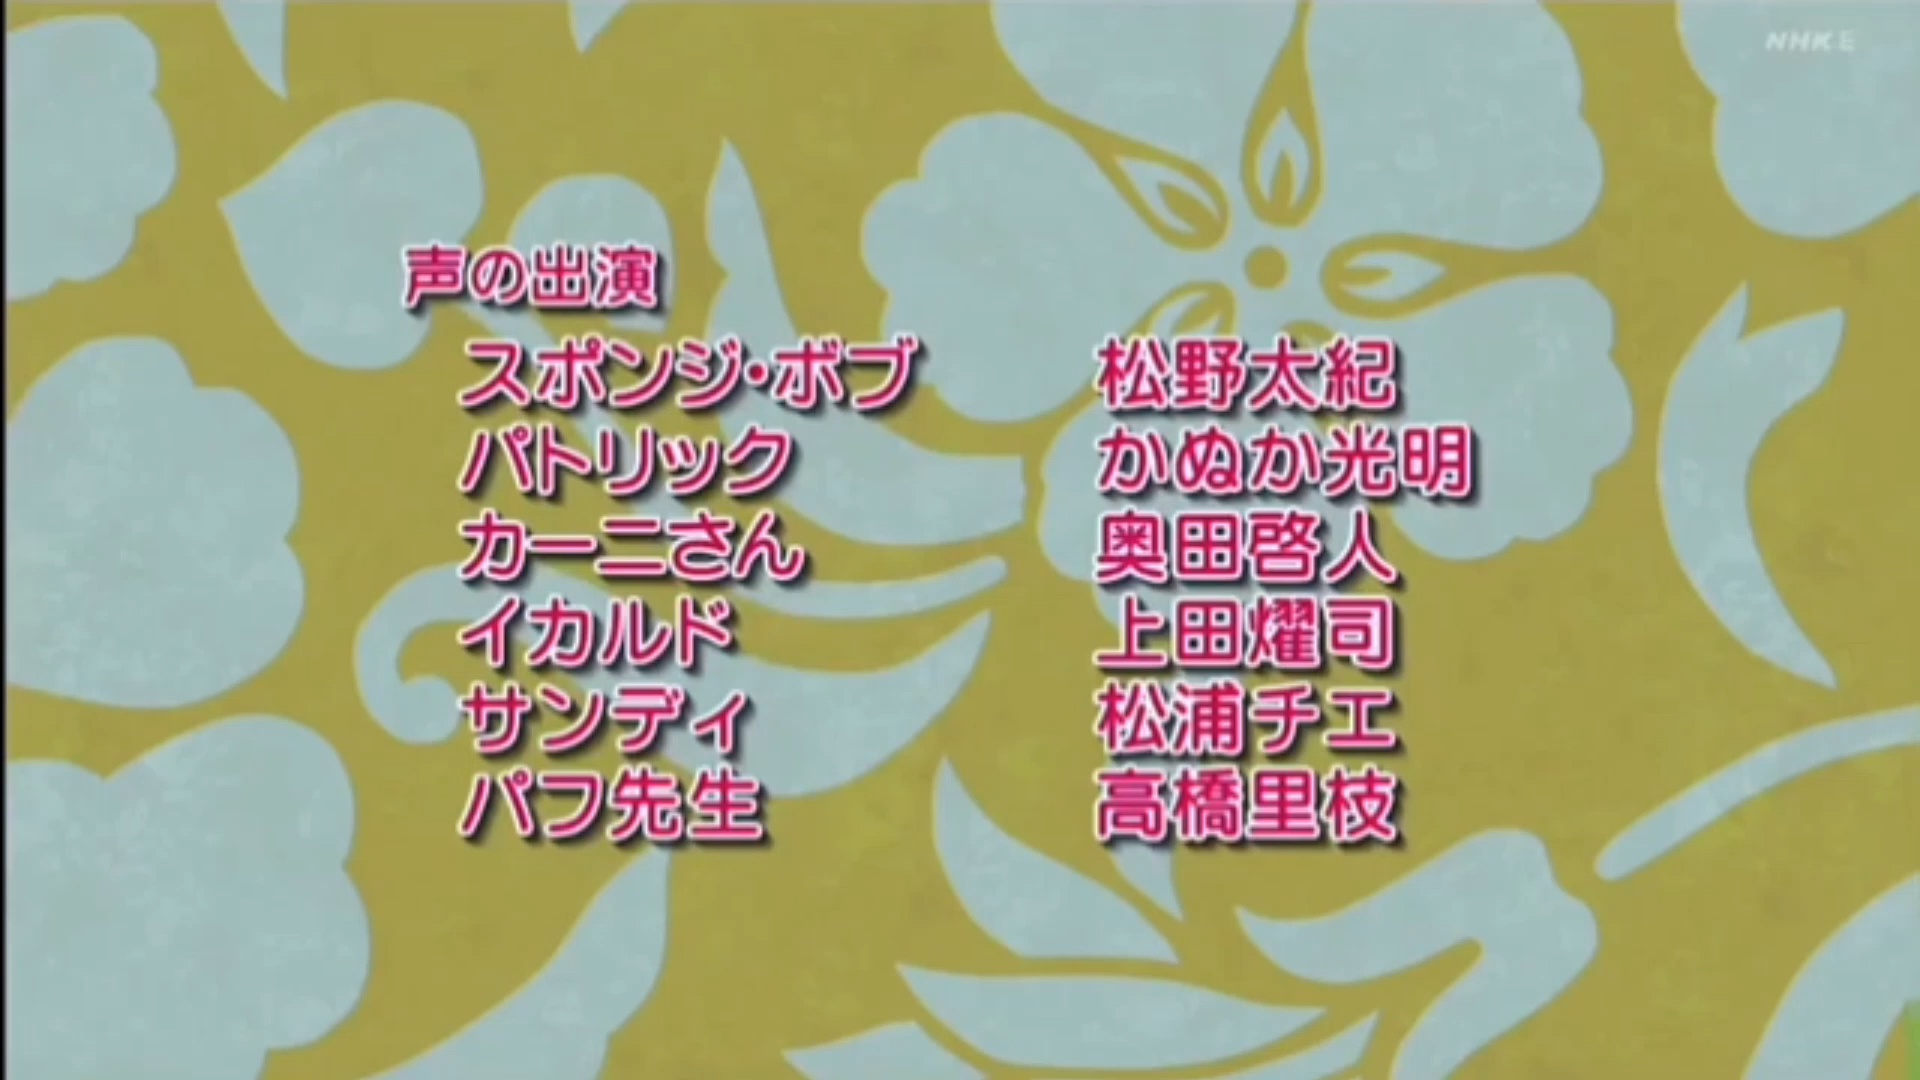 NHKE
声の出演
スポンジ・ボブ 松野太紀
パトリック かぬか光明
カーニさん 奥田啓人
イカルド 上田燿司
サンディ 松浦チエ
パフ先生 高橋里枝